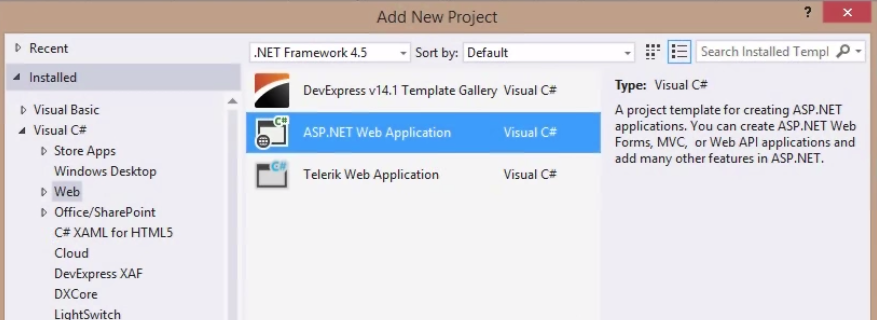 Add New Project
?
Recent
.NET Framework 4.5
Sort by: Default
Search Installed Templ
Installed
Visual Basic
Visual C#
Store Apps
Windows Desktop
Web
Office/SharePoint
C# XAML for HTML5
Cloud
DevExpress XAF
DXCore
LightSwitch
DevExpress v14.1 Template Gallery Visual C#
C# ASP.NET Web Application Visual C#
C# Telerik Web Application Visual C#
Type: Visual C#
A project template for creating ASP.NET
applications. You can create ASP.NET Web
Forms, MVC, or Web API applications and
add many other features in ASP.NET.